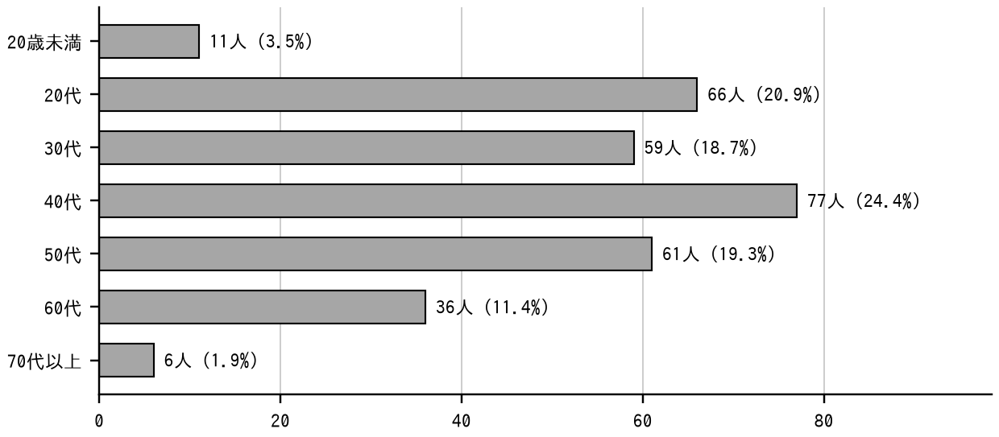 20歳未満 11人 (3.5%)
20代 66人 (20.9%)
30代 59人 (18.7%)
40代 77人 (24.4%)
50代 61人 (19.3%)
60代 36人 (11.4%)
70代以上 6人 (1.9%)
0 20 40 60 80